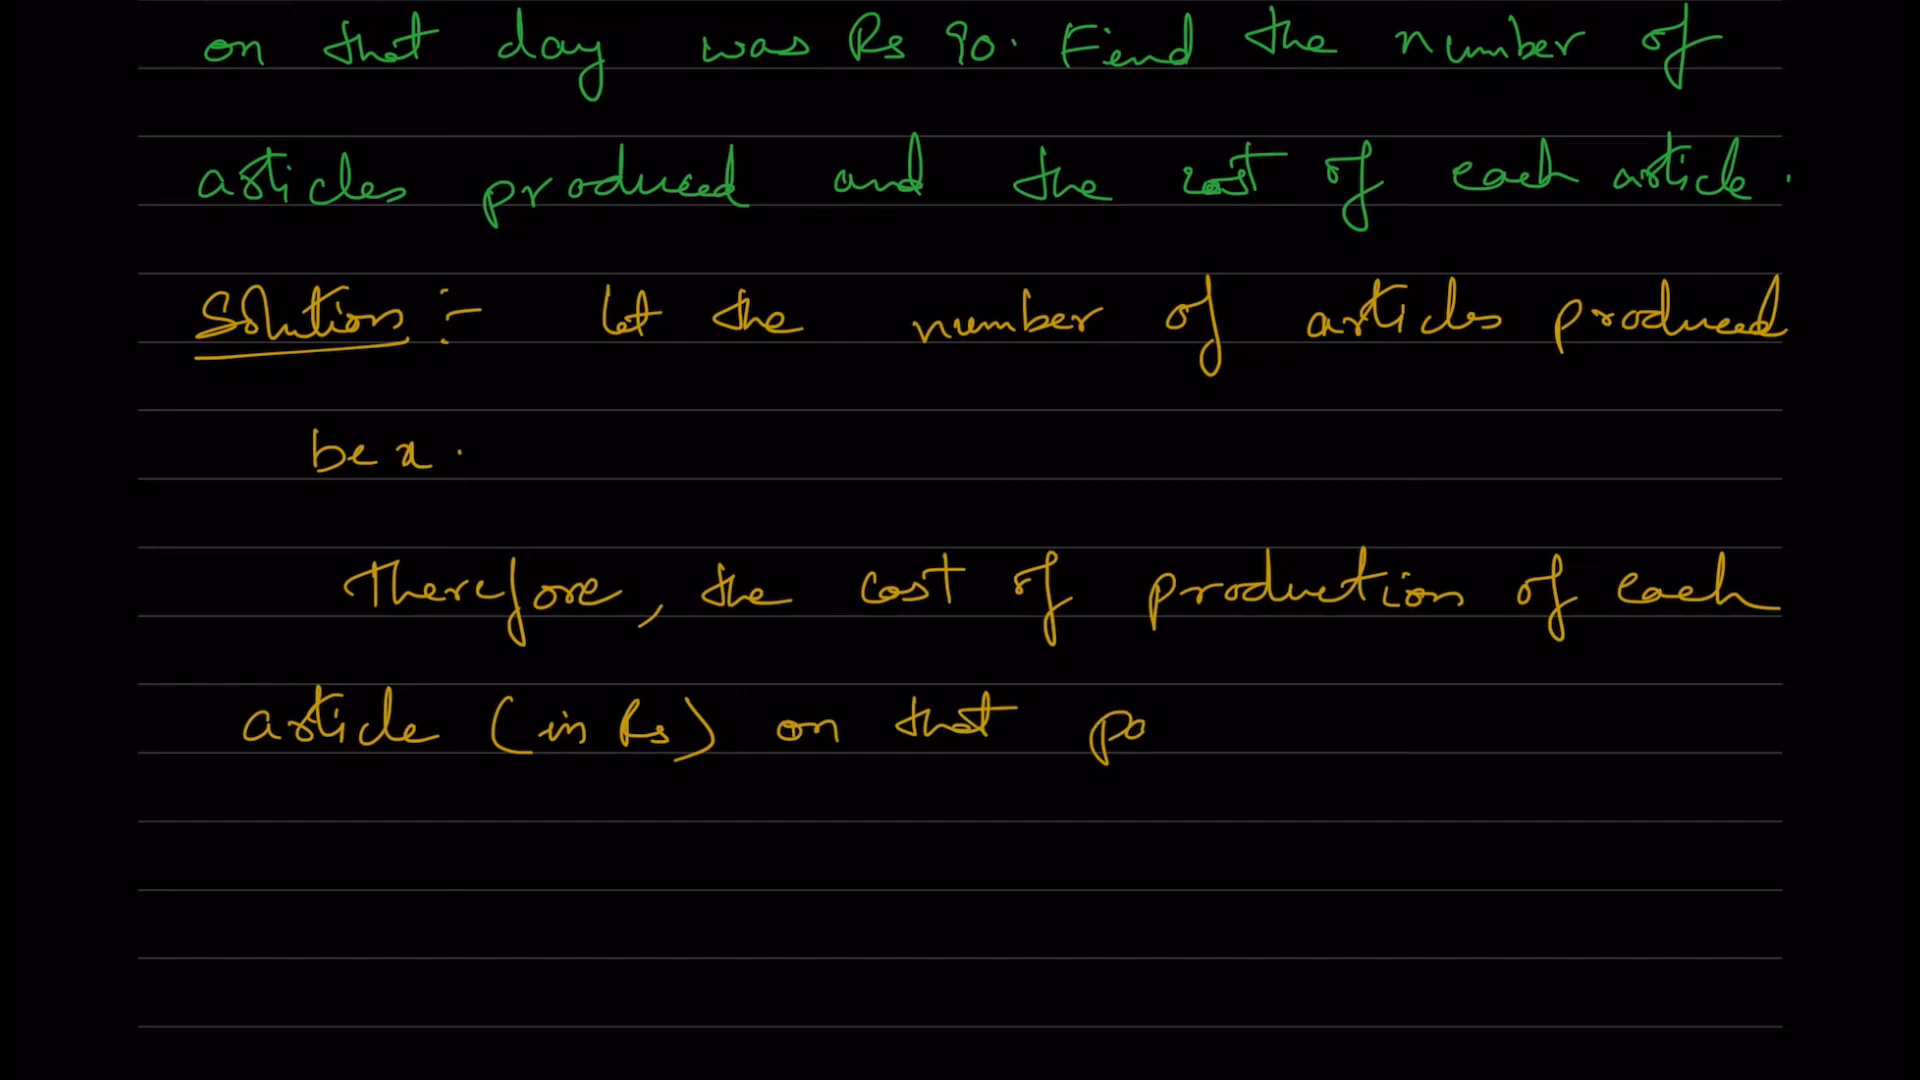 on that day was Rs 90. Find the number of
articles produced and the cost of each article.
Solution :- Let the number of articles produced
be x.
Therefore, the cost of production of each
article (in Rs) on that pa